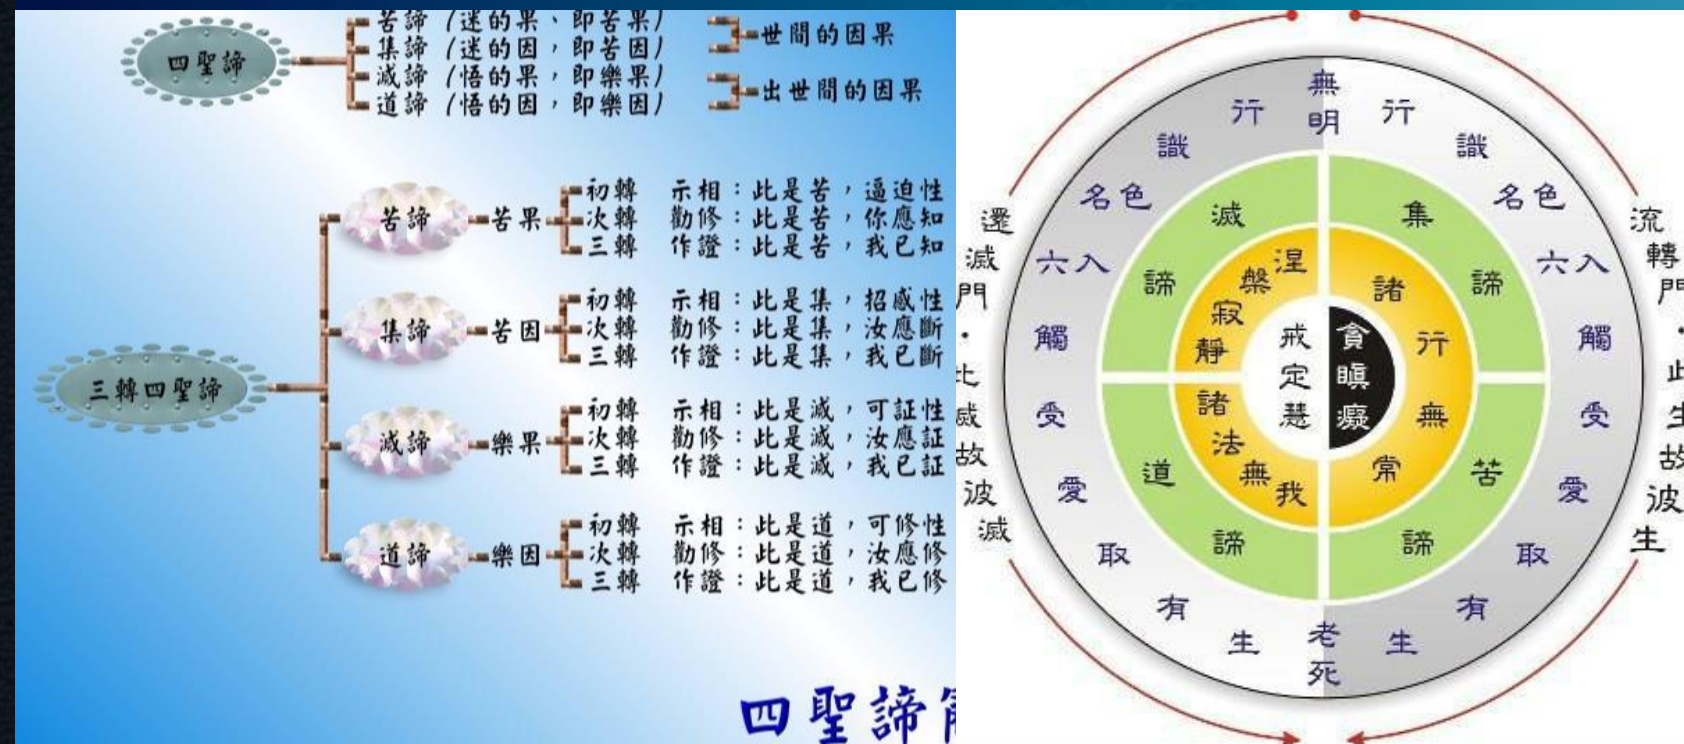 四聖諦
苦諦（迷的果、即苦果）
集諦（迷的因，即苦因）
滅諦（悟的果，即樂果）
道諦（悟的因，即樂因）
世間的因果
出世間的因果
三轉四聖諦
苦諦 苦果
初轉 示相：此是苦，逼迫性
次轉 勸修：此是苦，你應知
三轉 作證：此是苦，我已知
集諦 苦因
初轉 示相：此是集，招感性
次轉 勸修：此是集，汝應斷
三轉 作證：此是集，我已斷
滅諦 樂果
初轉 示相：此是滅，可証性
次轉 勸修：此是滅，汝應証
三轉 作證：此是滅，我已証
道諦 樂因
初轉 示相：此是道，可修性
次轉 勸修：此是道，汝應修
三轉 作證：此是道，我已修
四聖諦
還滅門・此滅故波滅
無明
行
識
名色
六入
觸
受
愛
取
有
生
老死
行
識
名色
六入
觸
受
愛
取
有
生
滅諦
集諦
道諦
苦諦
涅槃寂靜
諸行無常
諸法無我
戒定慧
貪瞋癡
流轉門・此生故波生